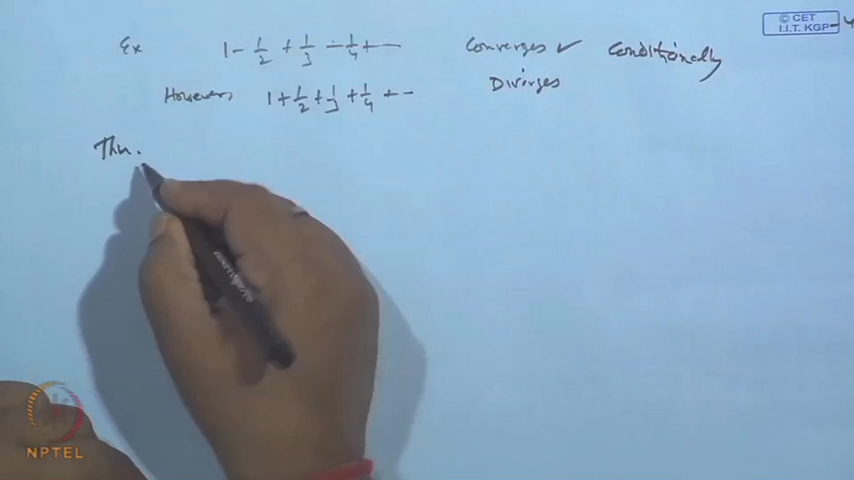 © CET
I.I.T. KGP
Ex 1 - 1/2 + 1/3 - 1/4 + — Converges ✓ Conditionally
However, 1 + 1/2 + 1/3 + 1/4 + - Diverges
Thm.
NPTEL